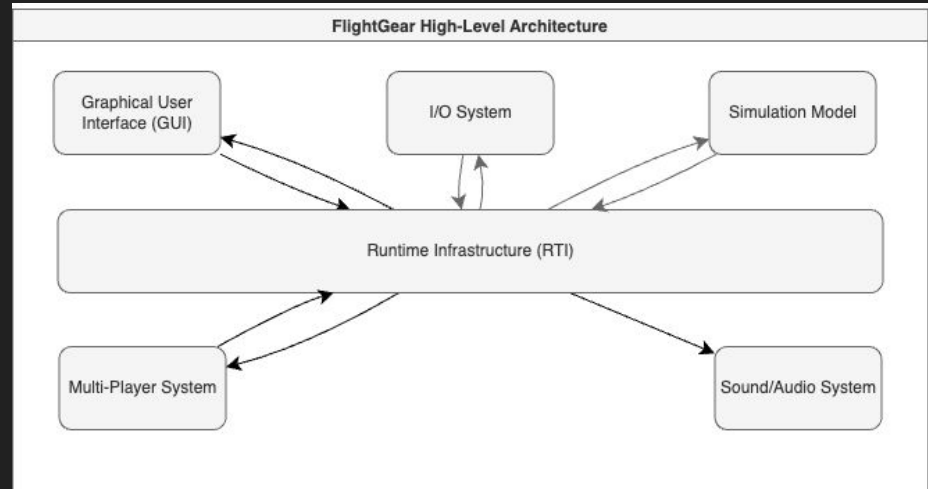 FlightGear High-Level Architecture
Graphical User
Interface (GUI)
I/O System
Simulation Model
Runtime Infrastructure (RTI)
Multi-Player System
Sound/Audio System